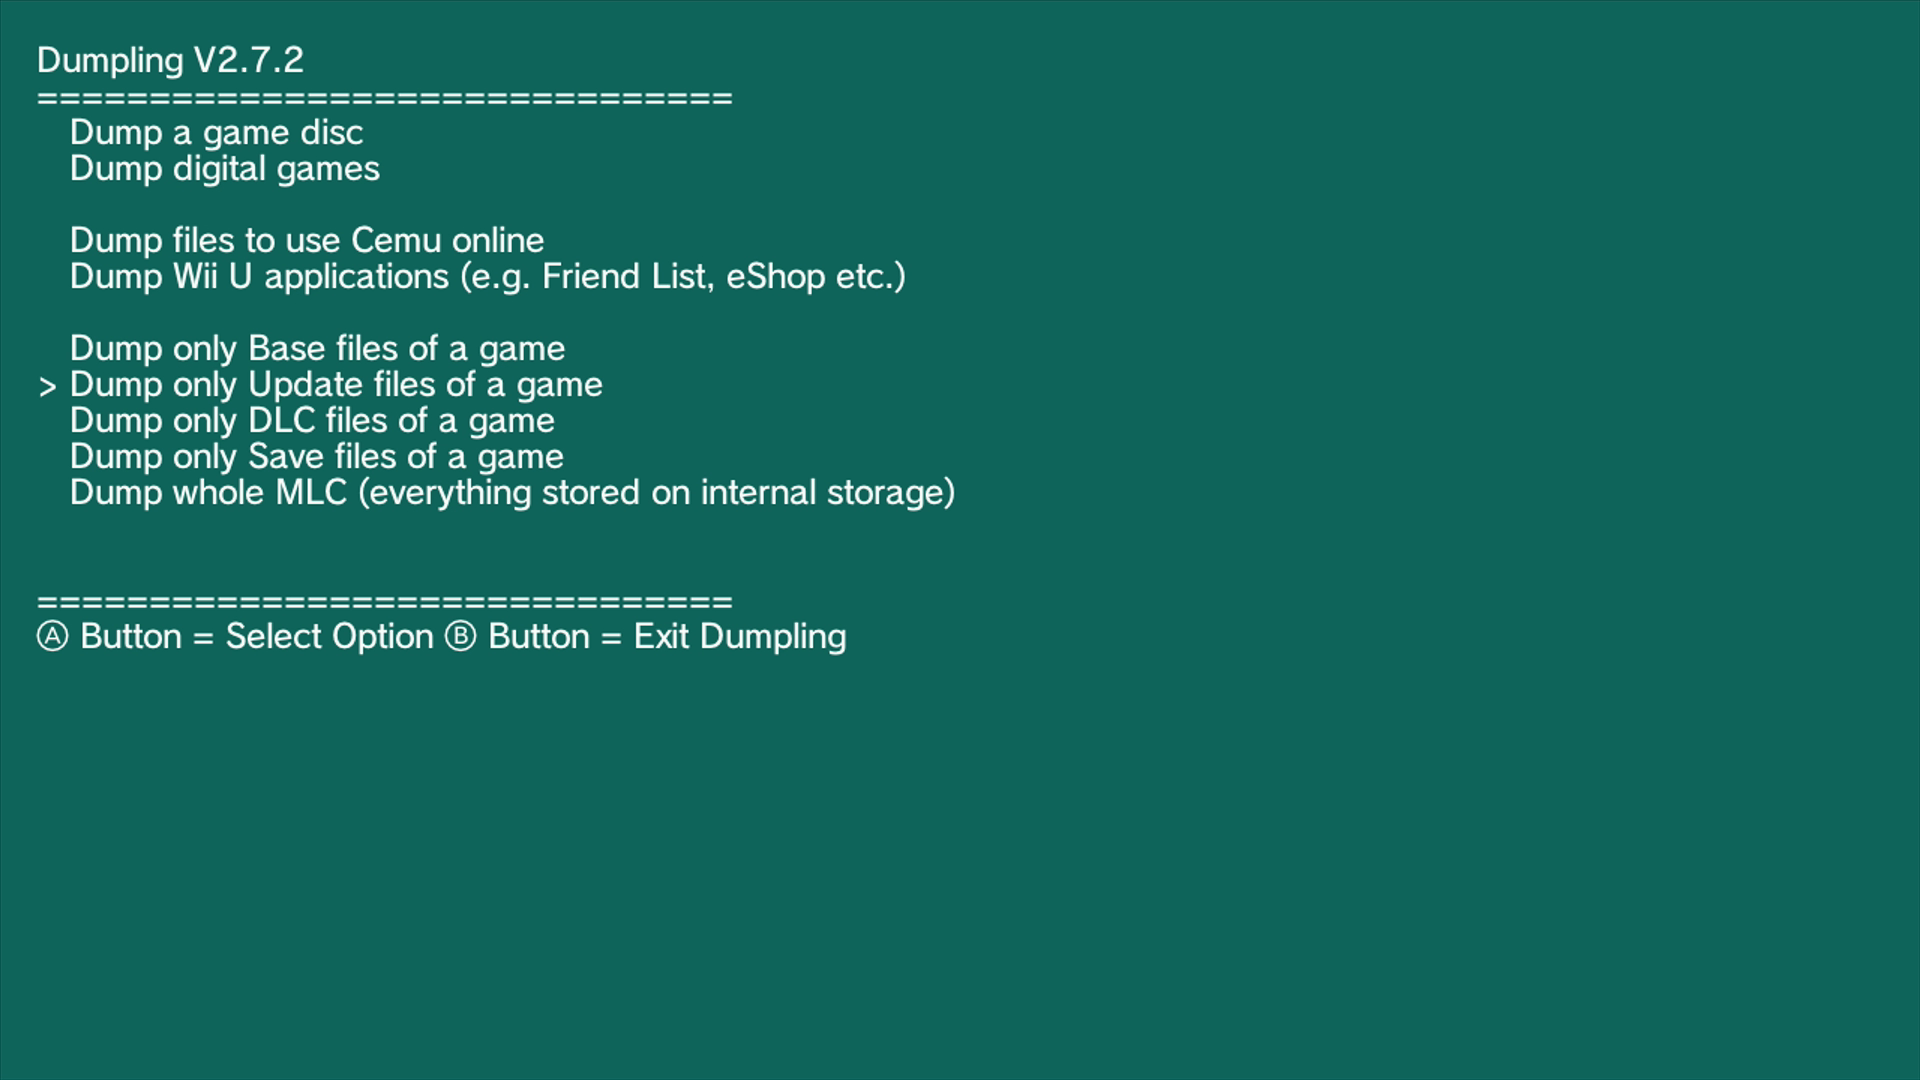 Dumpling V2.7.2
===============================
Dump a game disc
Dump digital games
Dump files to use Cemu online
Dump Wii U applications (e.g. Friend List, eShop etc.)
Dump only Base files of a game
> Dump only Update files of a game
Dump only DLC files of a game
Dump only Save files of a game
Dump whole MLC (everything stored on internal storage)
===============================
Ⓐ Button = Select Option Ⓑ Button = Exit Dumpling